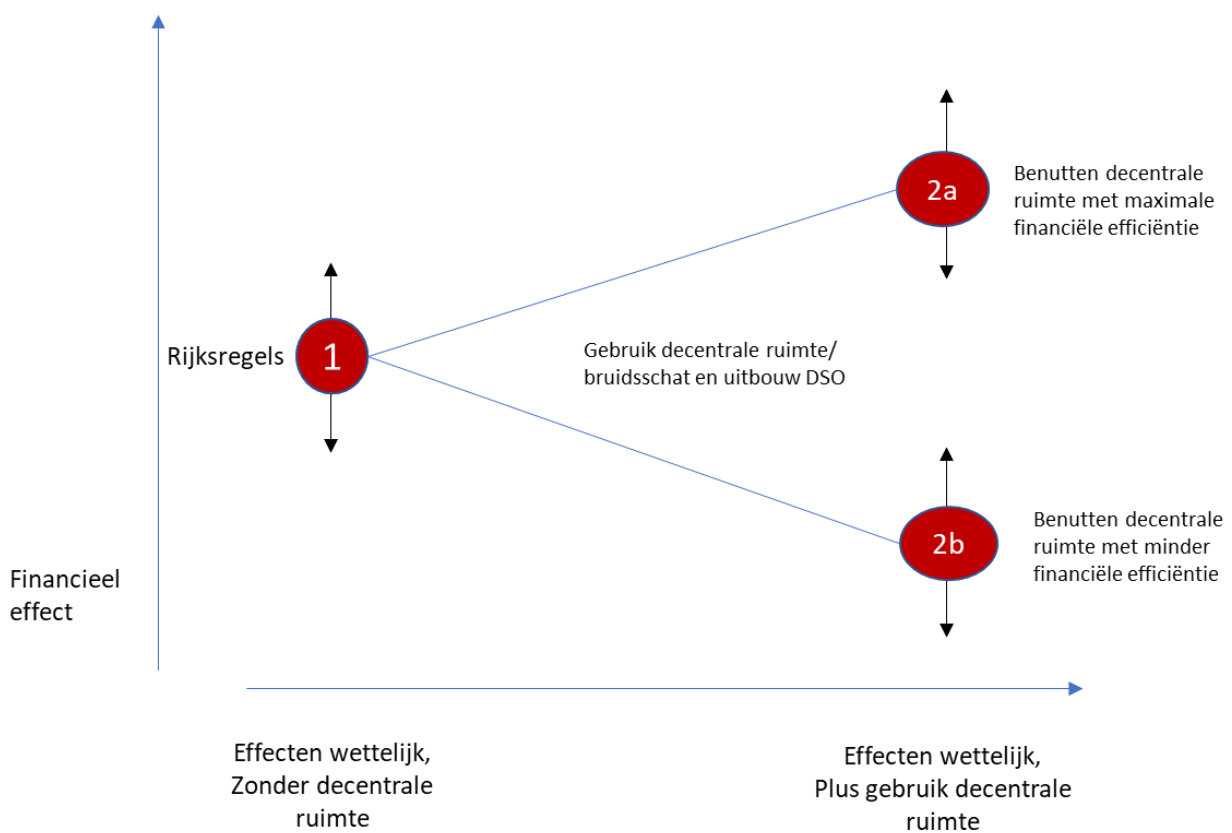 2a
Benutten decentrale
ruimte met maximale
financiële efficiëntie
Rijksregels
1
Gebruik decentrale ruimte/
bruidsschat en uitbouw DSO
2b
Benutten decentrale
ruimte met minder
financiële efficiëntie
Financieel
effect
Effecten wettelijk,
Zonder decentrale
ruimte
Effecten wettelijk,
Plus gebruik decentrale
ruimte